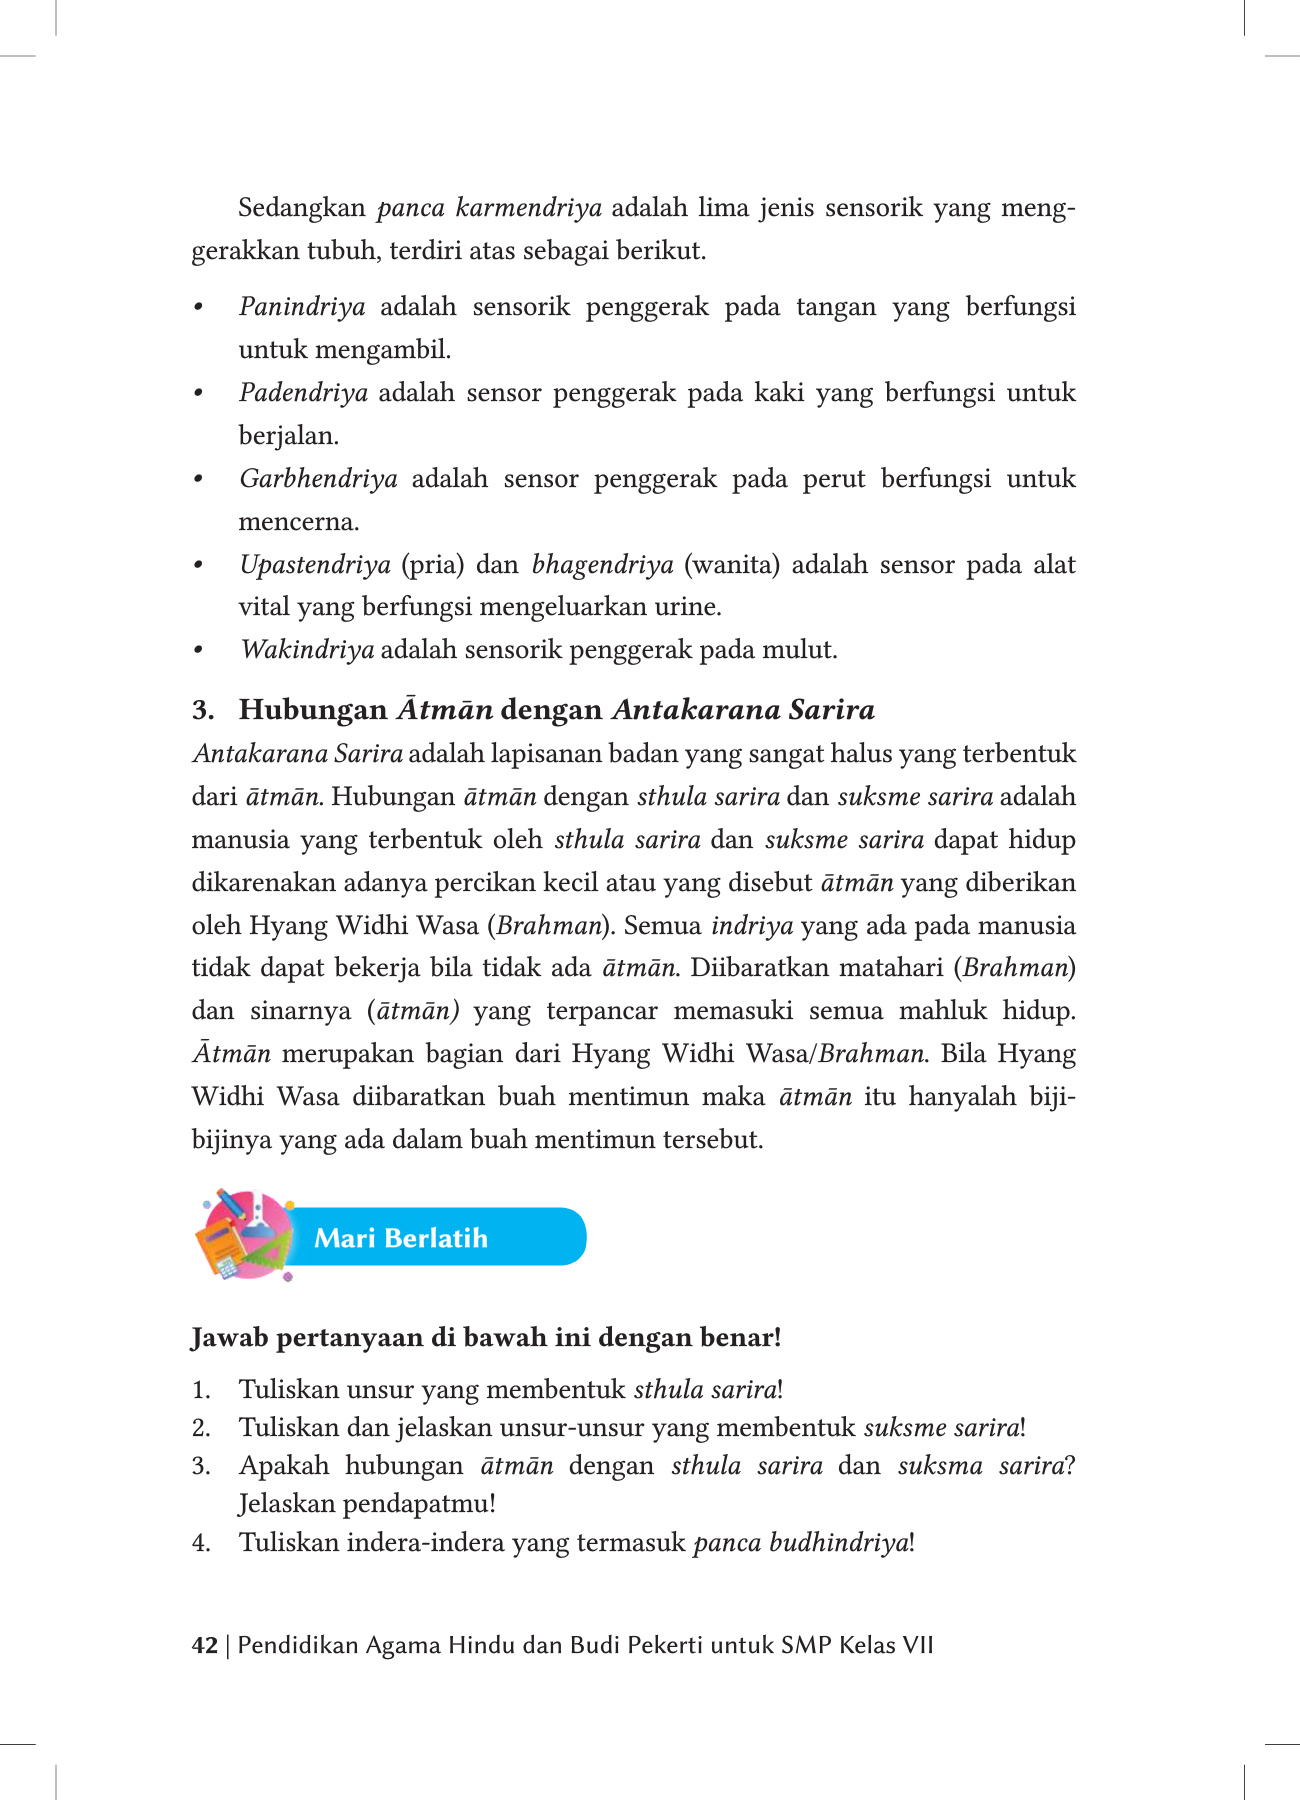 Sedangkan panca karmendriya adalah lima jenis sensorik yang meng-
gerakkan tubuh, terdiri atas sebagai berikut.
• Panindriya adalah sensorik penggerak pada tangan yang berfungsi
untuk mengambil.
• Padendriya adalah sensor penggerak pada kaki yang berfungsi untuk
berjalan.
• Garbhendriya adalah sensor penggerak pada perut berfungsi untuk
mencerna.
• Upastendriya (pria) dan bhagendriya (wanita) adalah sensor pada alat
vital yang berfungsi mengeluarkan urine.
• Wakindriya adalah sensorik penggerak pada mulut.
3. Hubungan Ātmān dengan Antakarana Sarira
Antakarana Sarira adalah lapisanan badan yang sangat halus yang terbentuk
dari ātmān. Hubungan ātmān dengan sthula sarira dan suksme sarira adalah
manusia yang terbentuk oleh sthula sarira dan suksme sarira dapat hidup
dikarenakan adanya percikan kecil atau yang disebut ātmān yang diberikan
oleh Hyang Widhi Wasa (Brahman). Semua indriya yang ada pada manusia
tidak dapat bekerja bila tidak ada ātmān. Diibaratkan matahari (Brahman)
dan sinarnya (ātmān) yang terpancar memasuki semua mahluk hidup.
Ātmān merupakan bagian dari Hyang Widhi Wasa/Brahman. Bila Hyang
Widhi Wasa diibaratkan buah mentimun maka ātmān itu hanyalah biji-
bijinya yang ada dalam buah mentimun tersebut.
Mari Berlatih
Jawab pertanyaan di bawah ini dengan benar!
1. Tuliskan unsur yang membentuk sthula sarira!
2. Tuliskan dan jelaskan unsur-unsur yang membentuk suksme sarira!
3. Apakah hubungan ātmān dengan sthula sarira dan suksma sarira?
Jelaskan pendapatmu!
4. Tuliskan indera-indera yang termasuk panca budhindriya!
42 | Pendidikan Agama Hindu dan Budi Pekerti untuk SMP Kelas VII